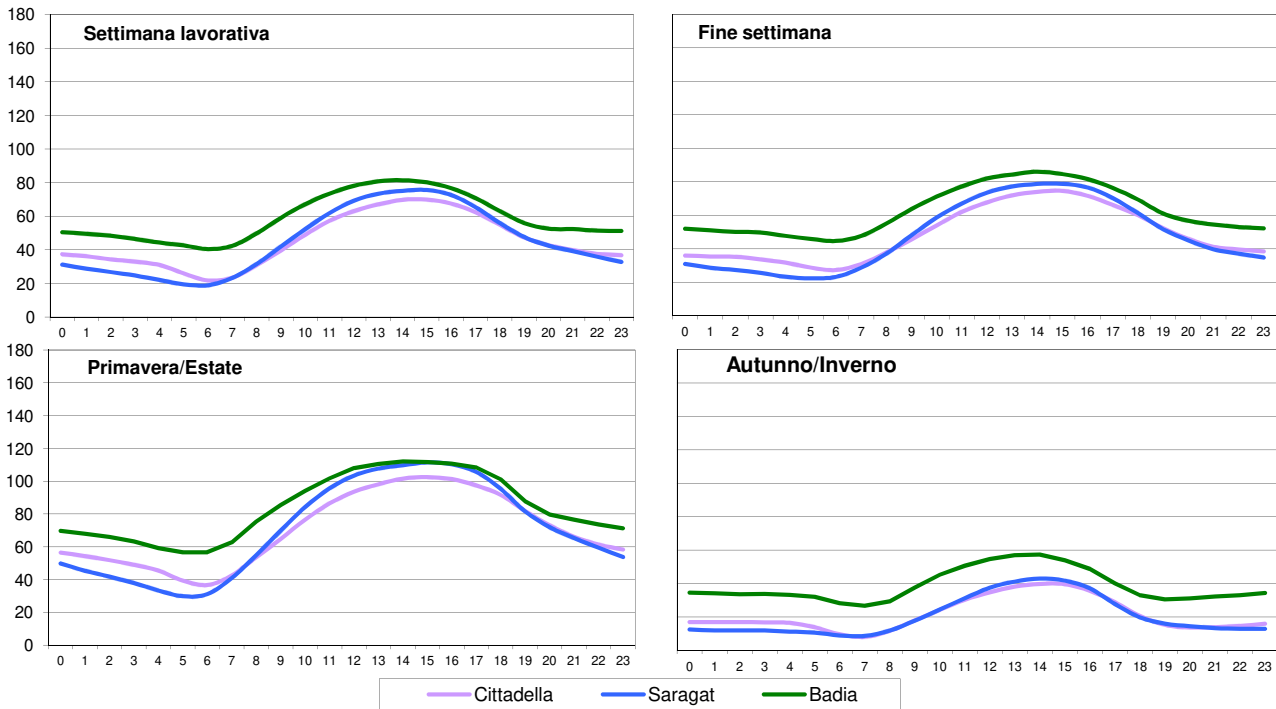 Settimana lavorativa
180
160
140
120
100
80
60
40
20
0
0 1 2 3 4 5 6 7 8 9 10 11 12 13 14 15 16 17 18 19 20 21 22 23
Fine settimana
0 1 2 3 4 5 6 7 8 9 10 11 12 13 14 15 16 17 18 19 20 21 22 23
Primavera/Estate
180
160
140
120
100
80
60
40
20
0
0 1 2 3 4 5 6 7 8 9 10 11 12 13 14 15 16 17 18 19 20 21 22 23
Autunno/Inverno
0 1 2 3 4 5 6 7 8 9 10 11 12 13 14 15 16 17 18 19 20 21 22 23
Cittadella Saragat Badia